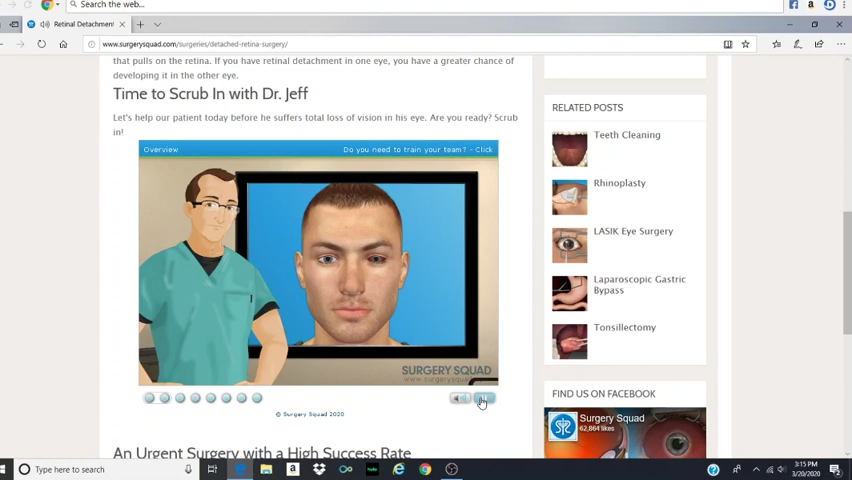 Search the web.
Retinal Detachment
www.surgerysquad.com/surgeries/detached-retina-surgery/
that pulls on the retina. If you have retinal detachment in one eye, you have a greater chance of
developing it in the other eye.
Time to Scrub In with Dr. Jeff
Let's help our patient today before he suffers total loss of vision in his eye. Are you ready? Scrub
in!
Overview
Do you need to train your team? - Click
SURGERY SQUAD
www.surgerysquad.com
© Surgery Squad 2020
An Urgent Surgery with a High Success Rate
RELATED POSTS
Teeth Cleaning
Rhinoplasty
LASIK Eye Surgery
Laparoscopic Gastric
Bypass
Tonsillectomy
FIND US ON FACEBOOK
Surgery Squad
62,864 likes
Type here to search
hulu
3:15 PM
3/20/2020